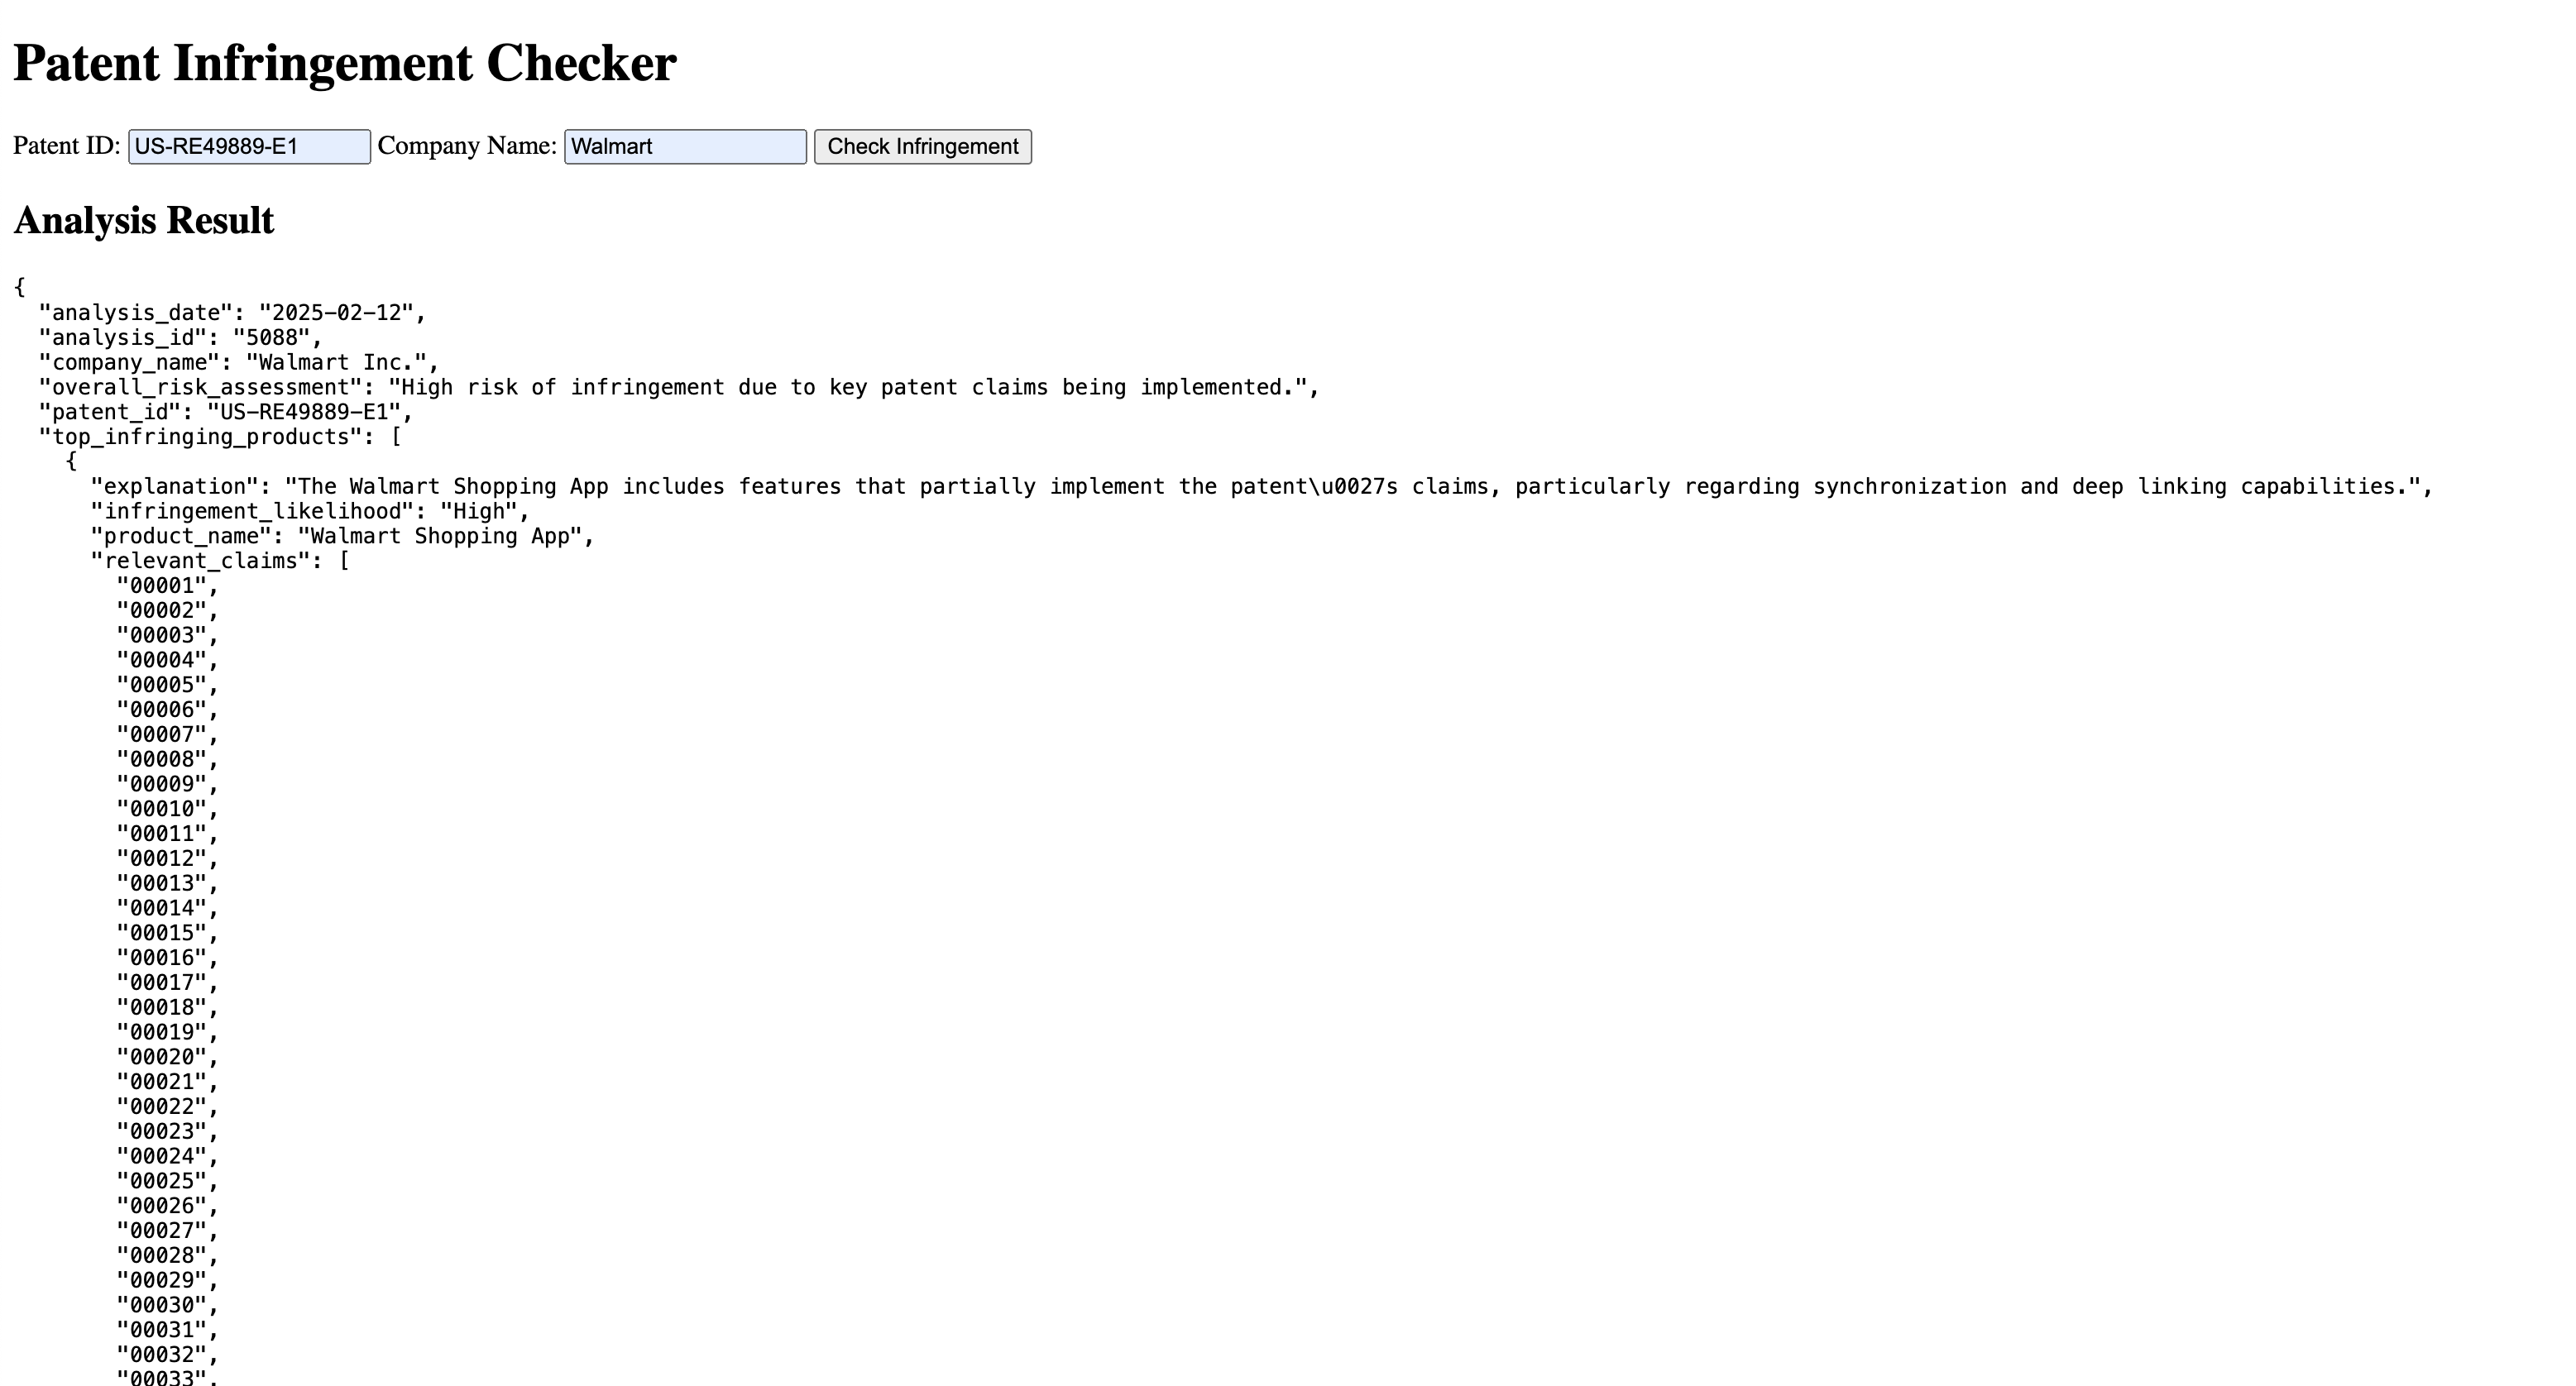 Patent Infringement Checker
Patent ID: US-RE49889-E1 Company Name: Walmart Check Infringement
Analysis Result
{
  "analysis_date": "2025-02-12",
  "analysis_id": "5088",
  "company_name": "Walmart Inc.",
  "overall_risk_assessment": "High risk of infringement due to key patent claims being implemented.",
  "patent_id": "US-RE49889-E1",
  "top_infringing_products": [
    {
      "explanation": "The Walmart Shopping App includes features that partially implement the patent\u0027s claims, particularly regarding synchronization and deep linking capabilities.",
      "infringement_likelihood": "High",
      "product_name": "Walmart Shopping App",
      "relevant_claims": [
        "00001",
        "00002",
        "00003",
        "00004",
        "00005",
        "00006",
        "00007",
        "00008",
        "00009",
        "00010",
        "00011",
        "00012",
        "00013",
        "00014",
        "00015",
        "00016",
        "00017",
        "00018",
        "00019",
        "00020",
        "00021",
        "00022",
        "00023",
        "00024",
        "00025",
        "00026",
        "00027",
        "00028",
        "00029",
        "00030",
        "00031",
        "00032",
        "00033",